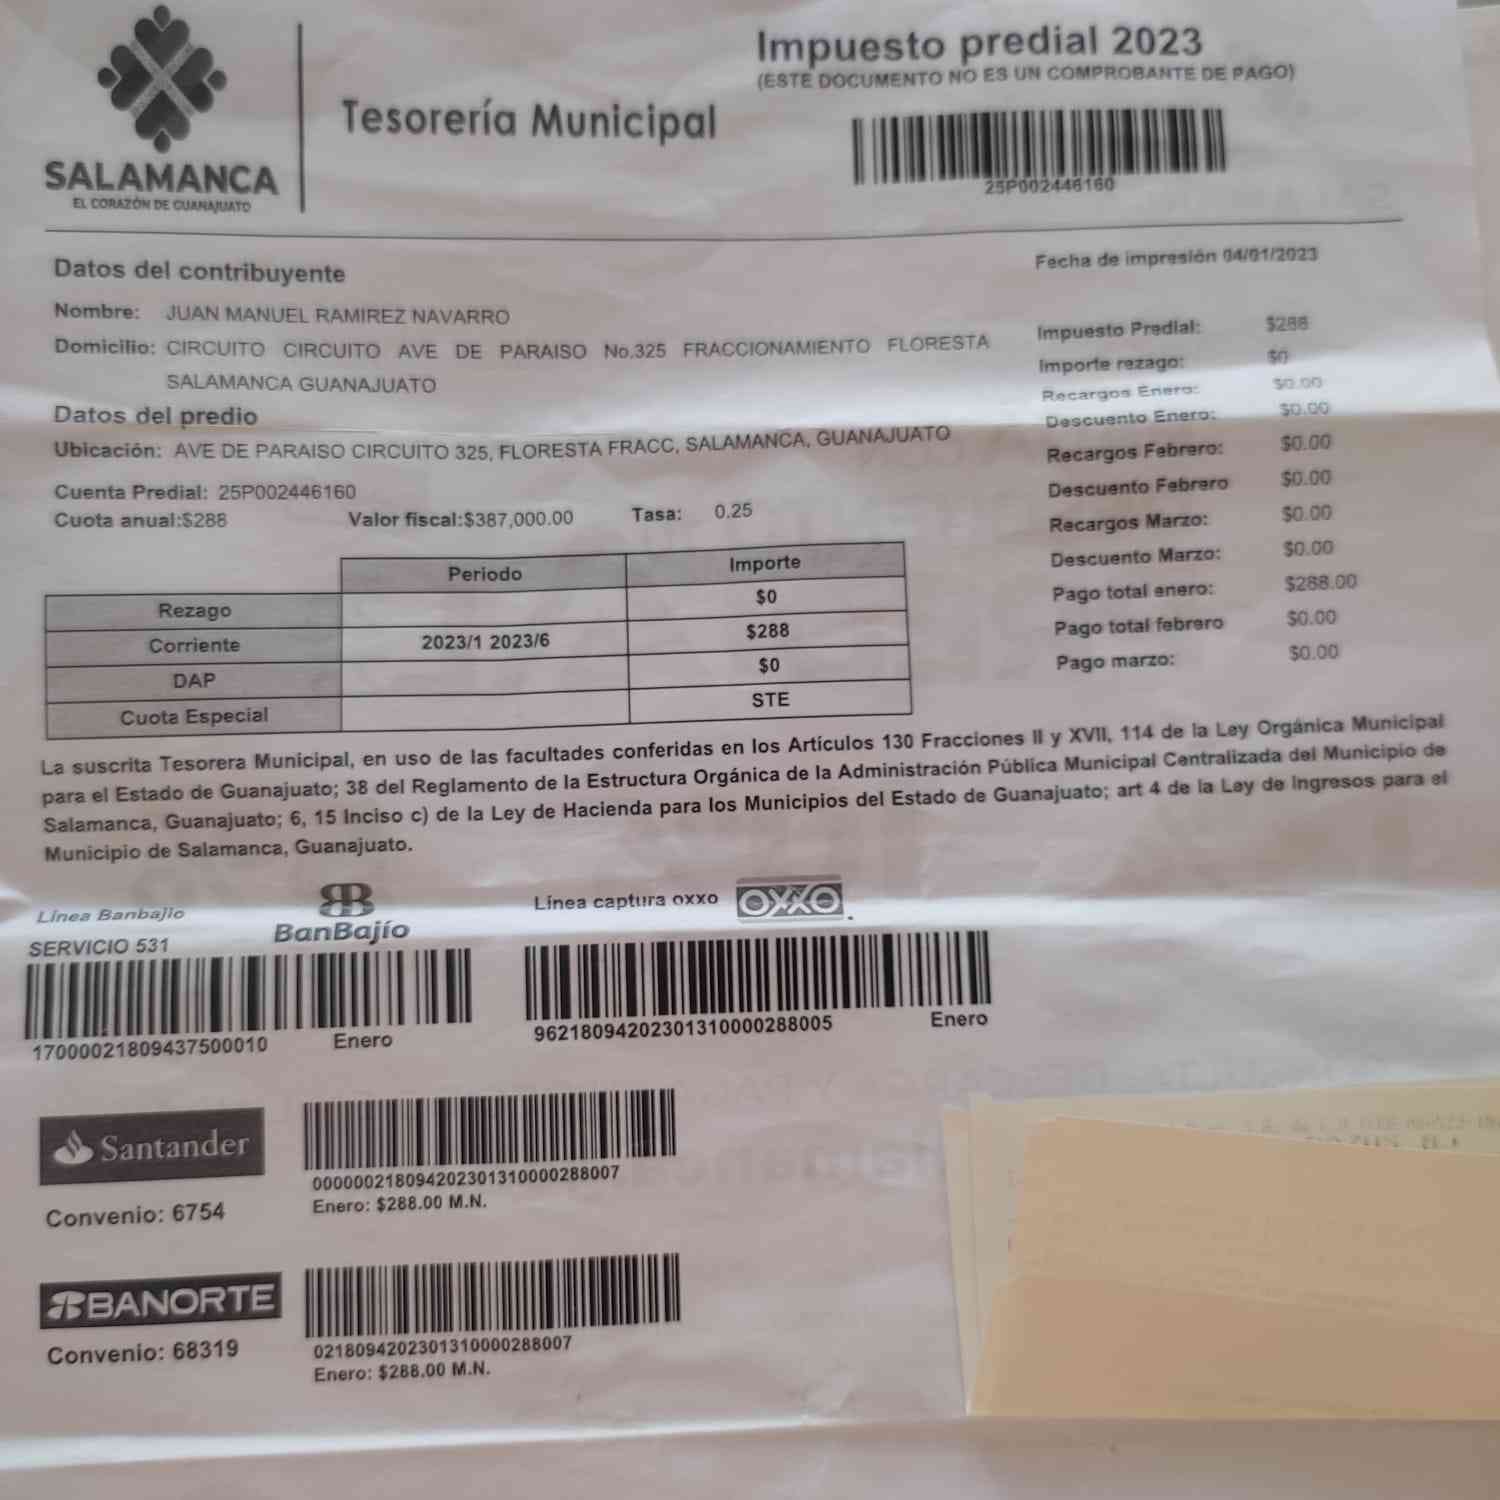 Impuesto predial 2023
(ESTE DOCUMENTO NO ES UN COMPROBANTE DE PAGO)
Tesorería Municipal
SALAMANCA
EL CORAZÓN DE GUANAJUATO
25P002446160
Fecha de impresión 04/01/2023
Datos del contribuyente
Nombre: JUAN MANUEL RAMIREZ NAVARRO
Domicilio: CIRCUITO CIRCUITO AVE DE PARAISO No.325 FRACCIONAMIENTO FLORESTA
SALAMANCA GUANAJUATO
Datos del predio
Ubicación: AVE DE PARAISO CIRCUITO 325, FLORESTA FRACC, SALAMANCA, GUANAJUATO
Cuenta Predial: 25P002446160
Cuota anual:$288 Valor fiscal:$387,000.00 Tasa: 0.25
Impuesto Predial: $288
Importe rezago: $0
Recargos Enero: $0.00
Descuento Enero: $0.00
Recargos Febrero: $0.00
Descuento Febrero $0.00
Recargos Marzo: $0.00
Descuento Marzo: $0.00
Pago total enero: $288.00
Pago total febrero $0.00
Pago marzo: $0.00
Periodo Importe
Rezago $0
Corriente 2023/1 2023/6 $288
DAP $0
Cuota Especial STE
La suscrita Tesorera Municipal, en uso de las facultades conferidas en los Artículos 130 Fracciones II y XVII, 114 de la Ley Orgánica Municipal
para el Estado de Guanajuato; 38 del Reglamento de la Estructura Orgánica de la Administración Pública Municipal Centralizada del Municipio de
Salamanca, Guanajuato; 6, 15 Inciso c) de la Ley de Hacienda para los Municipios del Estado de Guanajuato; art 4 de la Ley de Ingresos para el
Municipio de Salamanca, Guanajuato.
Línea Banbajío
BanBajío
SERVICIO 531
17000021809437500010 Enero
Línea captura oxxo OXXO.
96218094202301310000288005 Enero
Santander
Convenio: 6754
000000218094202301310000288007
Enero: $288.00 M.N.
BANORTE
Convenio: 68319
0218094202301310000288007
Enero: $288.00 M.N.